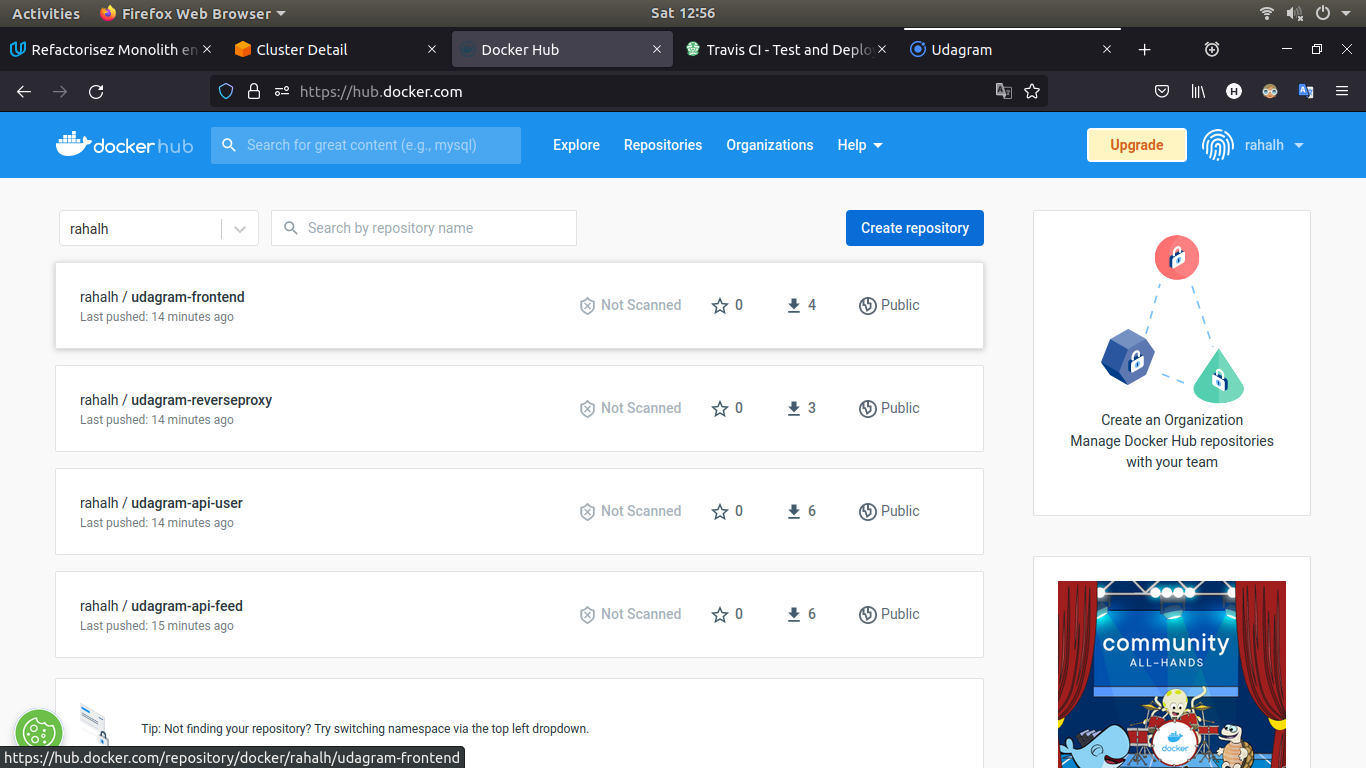 Activities Firefox Web Browser Sat 12:56
Refactorisez Monolith en Cluster Detail Docker Hub Travis CI - Test and Deploy Udagram
https://hub.docker.com
docker hub Search for great content (e.g., mysql) Explore Repositories Organizations Help Upgrade rahalh
rahalh Search by repository name Create repository
rahalh / udagram-frontend
Last pushed: 14 minutes ago
Not Scanned 0 4 Public
rahalh / udagram-reverseproxy
Last pushed: 14 minutes ago
Not Scanned 0 3 Public
rahalh / udagram-api-user
Last pushed: 14 minutes ago
Not Scanned 0 6 Public
rahalh / udagram-api-feed
Last pushed: 15 minutes ago
Not Scanned 0 6 Public
Tip: Not finding your repository? Try switching namespace via the top left dropdown.
Create an Organization
Manage Docker Hub repositories
with your team
community
ALL-HANDS
docker
https://hub.docker.com/repository/docker/rahalh/udagram-frontend